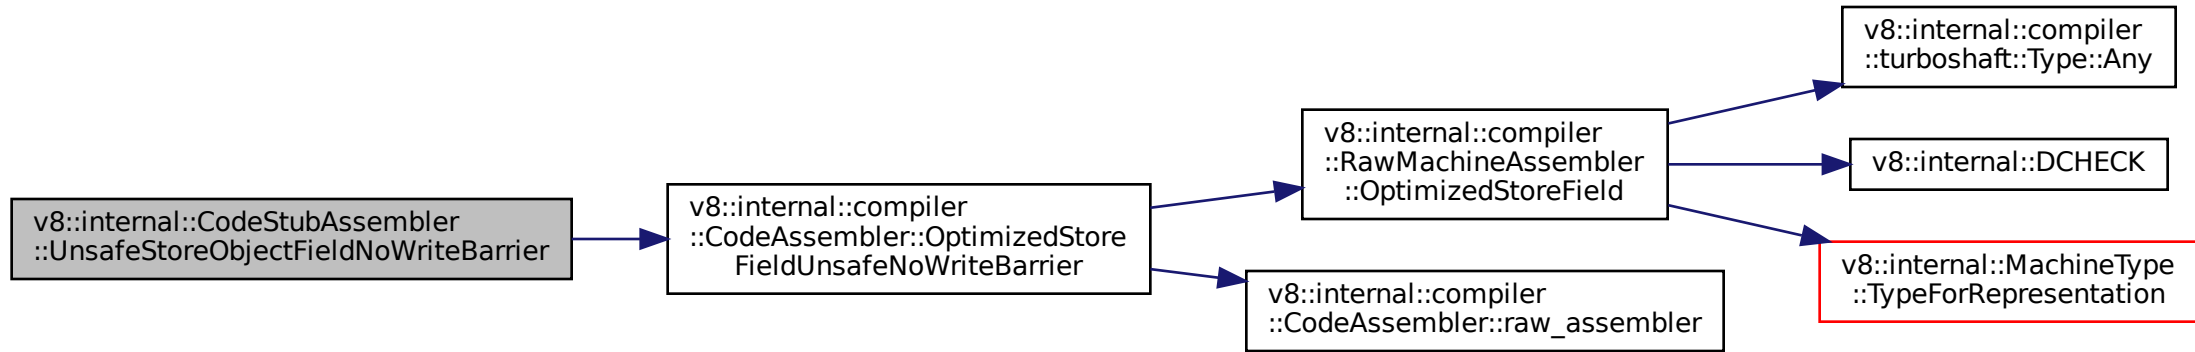 v8::internal::CodeStubAssembler
::UnsafeStoreObjectFieldNoWriteBarrier
v8::internal::compiler
::CodeAssembler::OptimizedStore
FieldUnsafeNoWriteBarrier
v8::internal::compiler
::RawMachineAssembler
::OptimizedStoreField
v8::internal::compiler
::turboshaft::Type::Any
v8::internal::DCHECK
v8::internal::MachineType
::TypeForRepresentation
v8::internal::compiler
::CodeAssembler::raw_assembler